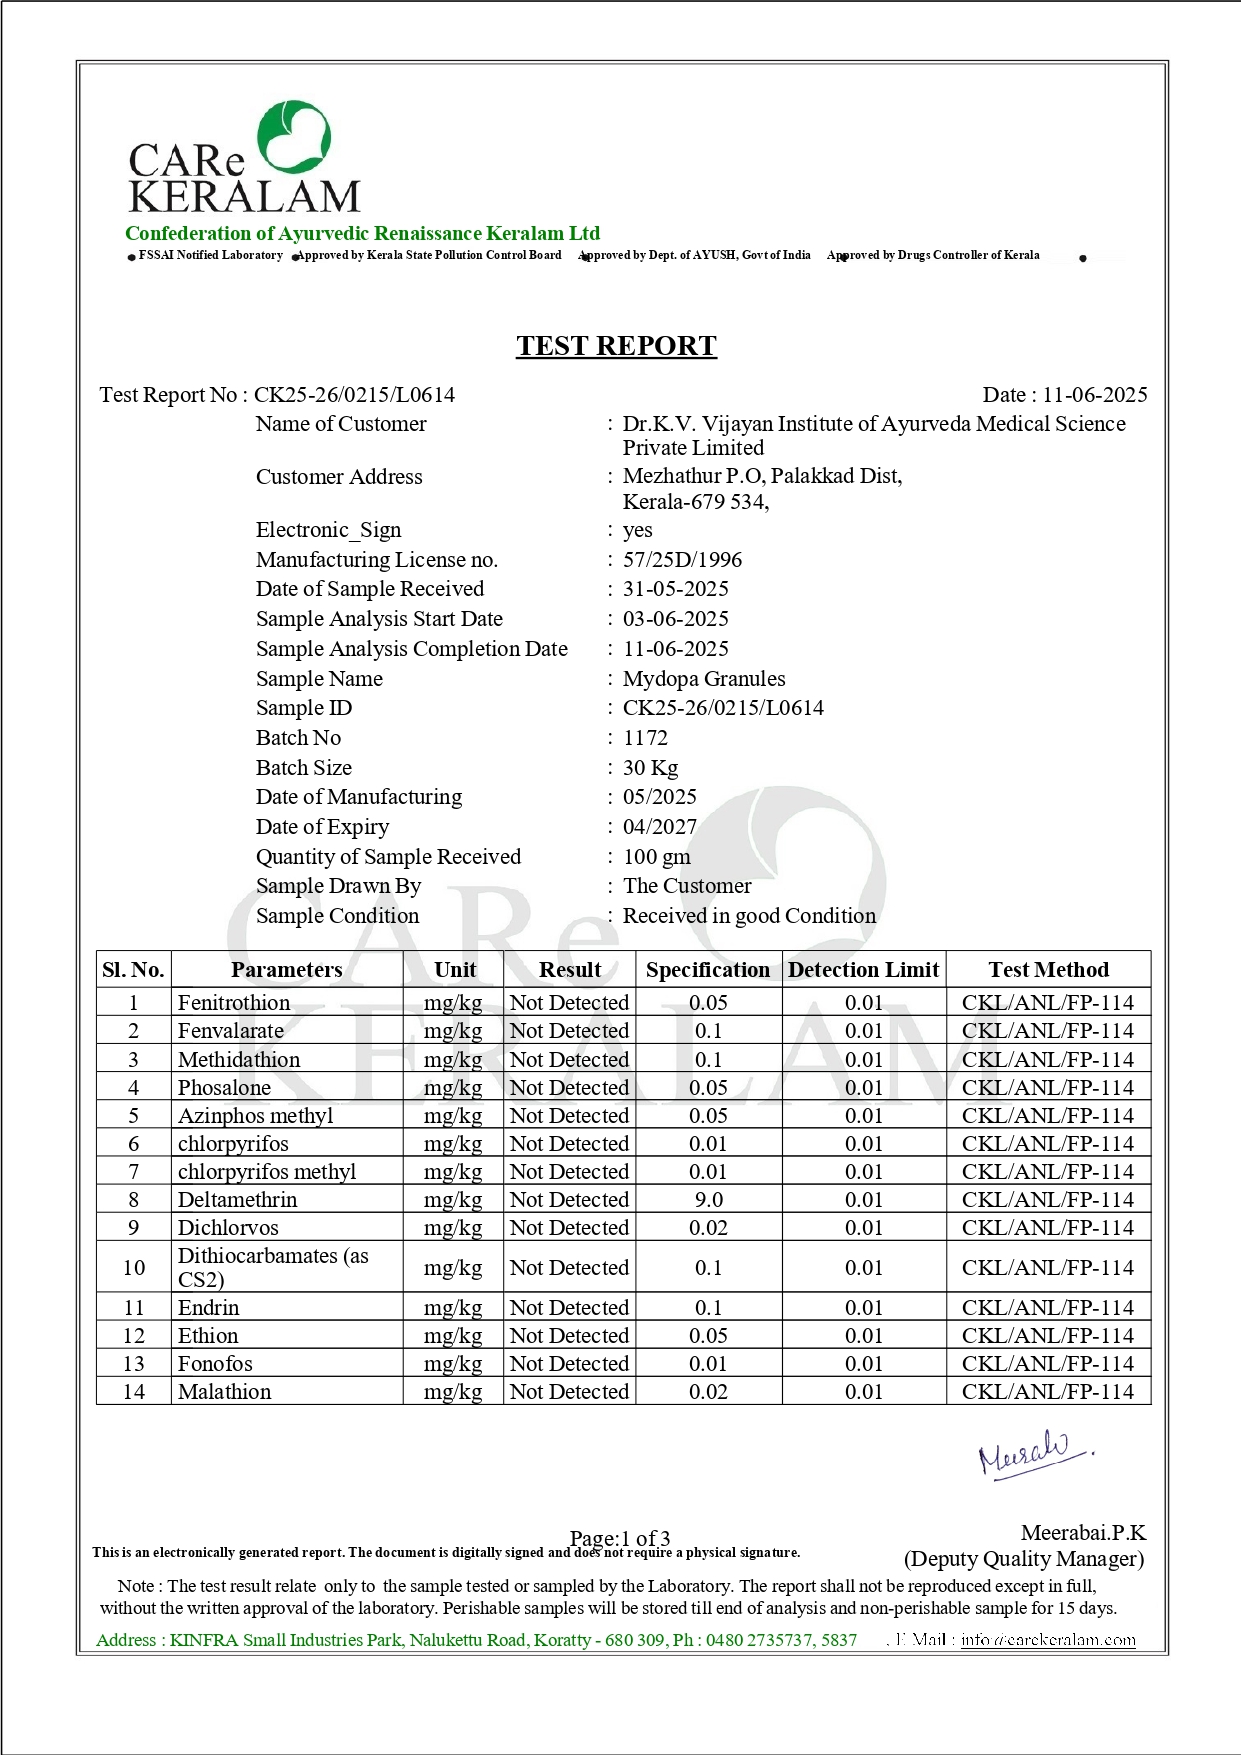 CARe
KERALAM
Confederation of Ayurvedic Renaissance Keralam Ltd
● FSSAI Notified Laboratory ● Approved by Kerala State Pollution Control Board ● Approved by Dept. of AYUSH, Govt of India ● Approved by Drugs Controller of Kerala ●
TEST REPORT
Test Report No : CK25-26/0215/L0614 Date : 11-06-2025
Name of Customer : Dr.K.V. Vijayan Institute of Ayurveda Medical Science
Private Limited
Customer Address : Mezhathur P.O, Palakkad Dist,
Kerala-679 534,
Electronic_Sign : yes
Manufacturing License no. : 57/25D/1996
Date of Sample Received : 31-05-2025
Sample Analysis Start Date : 03-06-2025
Sample Analysis Completion Date : 11-06-2025
Sample Name : Mydopa Granules
Sample ID : CK25-26/0215/L0614
Batch No : 1172
Batch Size : 30 Kg
Date of Manufacturing : 05/2025
Date of Expiry : 04/2027
Quantity of Sample Received : 100 gm
Sample Drawn By : The Customer
Sample Condition : Received in good Condition
CARe
KERALAM
Sl. No. Parameters Unit Result Specification Detection Limit Test Method
1 Fenitrothion mg/kg Not Detected 0.05 0.01 CKL/ANL/FP-114
2 Fenvalarate mg/kg Not Detected 0.1 0.01 CKL/ANL/FP-114
3 Methidathion mg/kg Not Detected 0.1 0.01 CKL/ANL/FP-114
4 Phosalone mg/kg Not Detected 0.05 0.01 CKL/ANL/FP-114
5 Azinphos methyl mg/kg Not Detected 0.05 0.01 CKL/ANL/FP-114
6 chlorpyrifos mg/kg Not Detected 0.01 0.01 CKL/ANL/FP-114
7 chlorpyrifos methyl mg/kg Not Detected 0.01 0.01 CKL/ANL/FP-114
8 Deltamethrin mg/kg Not Detected 9.0 0.01 CKL/ANL/FP-114
9 Dichlorvos mg/kg Not Detected 0.02 0.01 CKL/ANL/FP-114
10 Dithiocarbamates (as
CS2) mg/kg Not Detected 0.1 0.01 CKL/ANL/FP-114
11 Endrin mg/kg Not Detected 0.1 0.01 CKL/ANL/FP-114
12 Ethion mg/kg Not Detected 0.05 0.01 CKL/ANL/FP-114
13 Fonofos mg/kg Not Detected 0.01 0.01 CKL/ANL/FP-114
14 Malathion mg/kg Not Detected 0.02 0.01 CKL/ANL/FP-114
Page:1 of 3 Meerabai.P.K
This is an electronically generated report. The document is digitally signed and does not require a physical signature.
(Deputy Quality Manager)
Note : The test result relate only to the sample tested or sampled by the Laboratory. The report shall not be reproduced except in full,
without the written approval of the laboratory. Perishable samples will be stored till end of analysis and non-perishable sample for 15 days.
Address : KINFRA Small Industries Park, Nalukettu Road, Koratty - 680 309, Ph : 0480 2735737, 5837 , E Mail : info@carekeralam.com